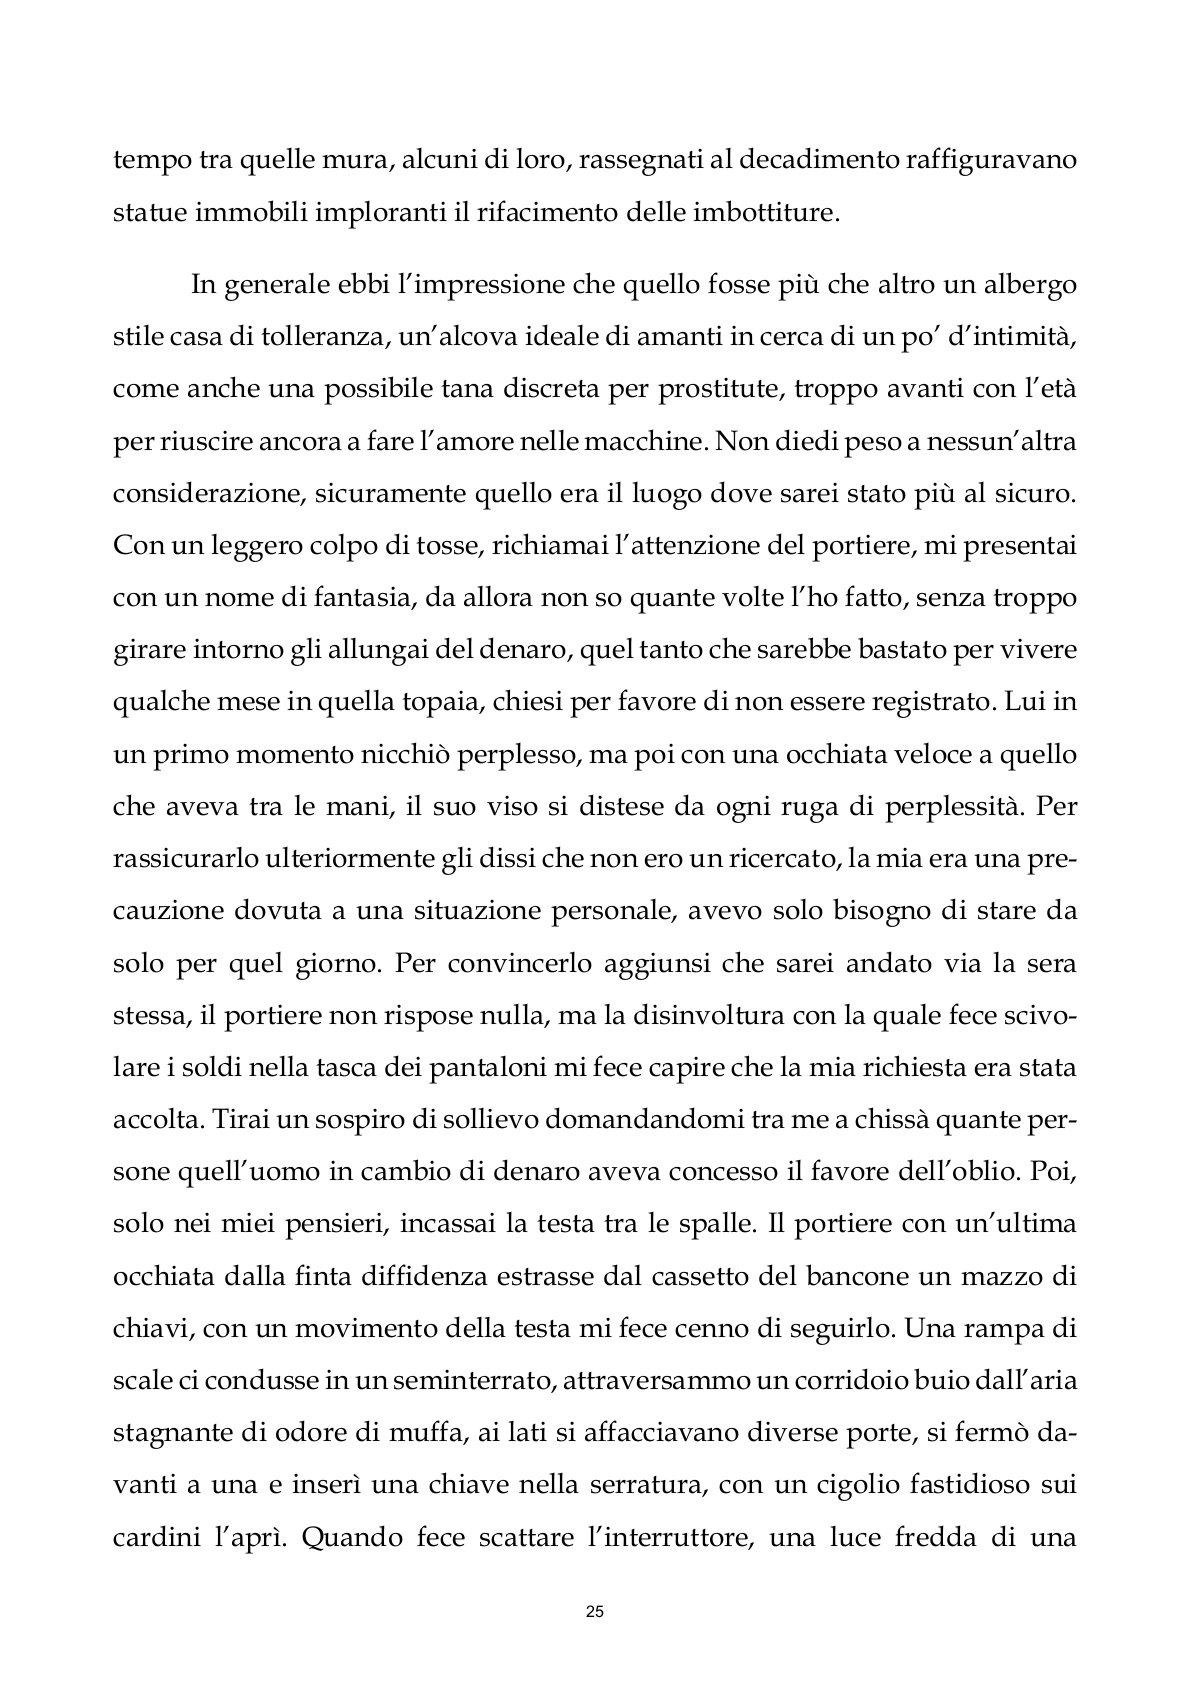 tempo tra quelle mura, alcuni di loro, rassegnati al decadimento raffiguravano
statue immobili imploranti il rifacimento delle imbottiture.
In generale ebbi l’impressione che quello fosse più che altro un albergo
stile casa di tolleranza, un’alcova ideale di amanti in cerca di un po’ d’intimità,
come anche una possibile tana discreta per prostitute, troppo avanti con l’età
per riuscire ancora a fare l’amore nelle macchine. Non diedi peso a nessun’altra
considerazione, sicuramente quello era il luogo dove sarei stato più al sicuro.
Con un leggero colpo di tosse, richiamai l’attenzione del portiere, mi presentai
con un nome di fantasia, da allora non so quante volte l’ho fatto, senza troppo
girare intorno gli allungai del denaro, quel tanto che sarebbe bastato per vivere
qualche mese in quella topaia, chiesi per favore di non essere registrato. Lui in
un primo momento nicchiò perplesso, ma poi con una occhiata veloce a quello
che aveva tra le mani, il suo viso si distese da ogni ruga di perplessità. Per
rassicurarlo ulteriormente gli dissi che non ero un ricercato, la mia era una pre-
cauzione dovuta a una situazione personale, avevo solo bisogno di stare da
solo per quel giorno. Per convincerlo aggiunsi che sarei andato via la sera
stessa, il portiere non rispose nulla, ma la disinvoltura con la quale fece scivo-
lare i soldi nella tasca dei pantaloni mi fece capire che la mia richiesta era stata
accolta. Tirai un sospiro di sollievo domandandomi tra me a chissà quante per-
sone quell’uomo in cambio di denaro aveva concesso il favore dell’oblio. Poi,
solo nei miei pensieri, incassai la testa tra le spalle. Il portiere con un’ultima
occhiata dalla finta diffidenza estrasse dal cassetto del bancone un mazzo di
chiavi, con un movimento della testa mi fece cenno di seguirlo. Una rampa di
scale ci condusse in un seminterrato, attraversammo un corridoio buio dall’aria
stagnante di odore di muffa, ai lati si affacciavano diverse porte, si fermò da-
vanti a una e inserì una chiave nella serratura, con un cigolio fastidioso sui
cardini l’aprì. Quando fece scattare l’interruttore, una luce fredda di una
25